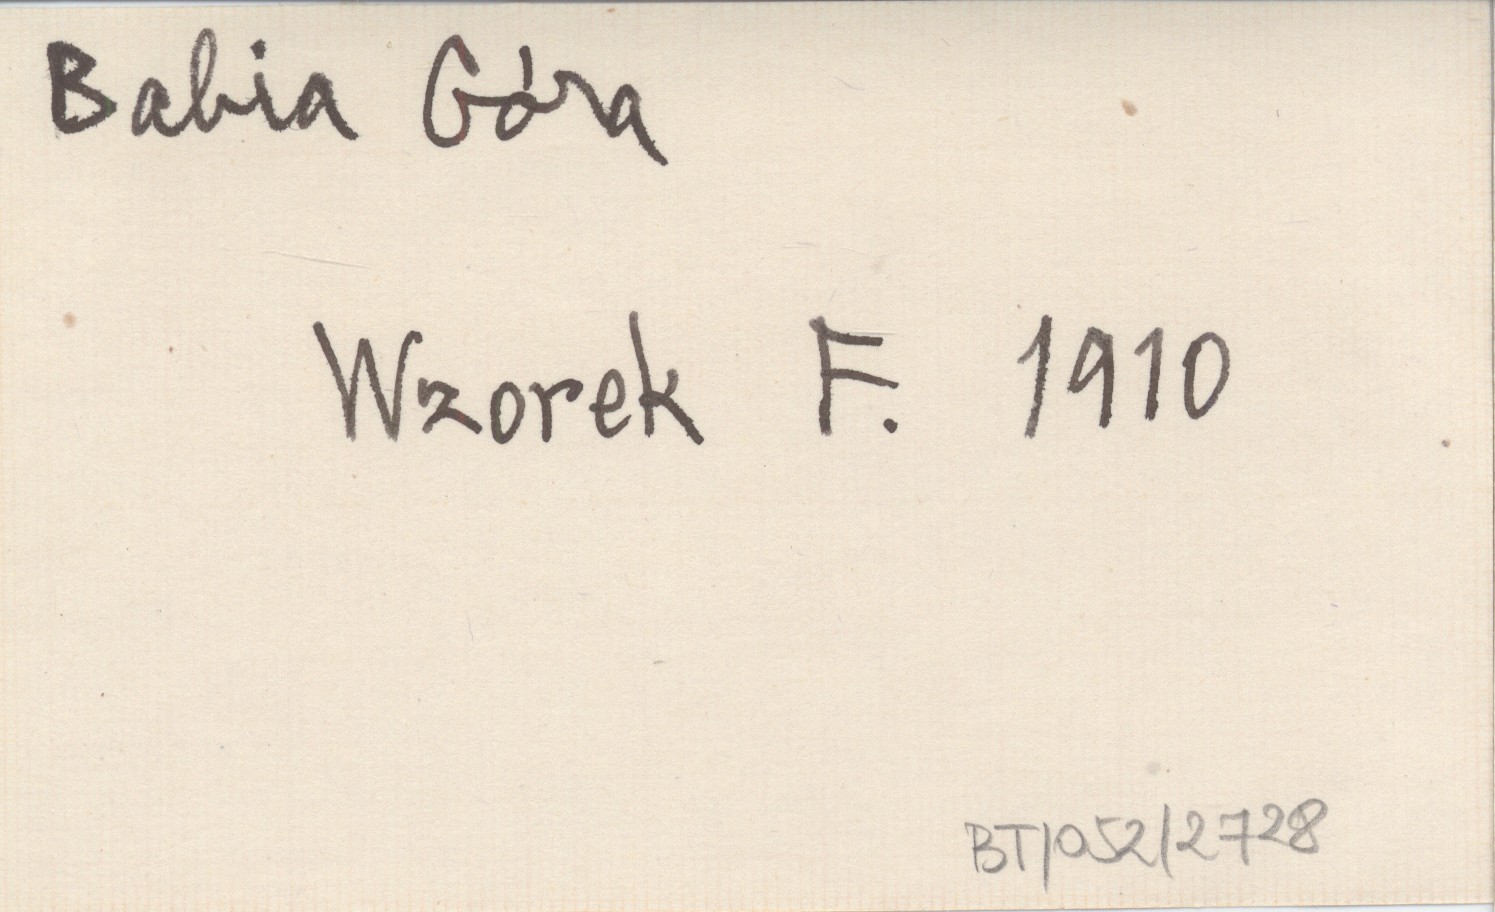 Babia Góra
Wzorek F. 1910
BT/052/2728